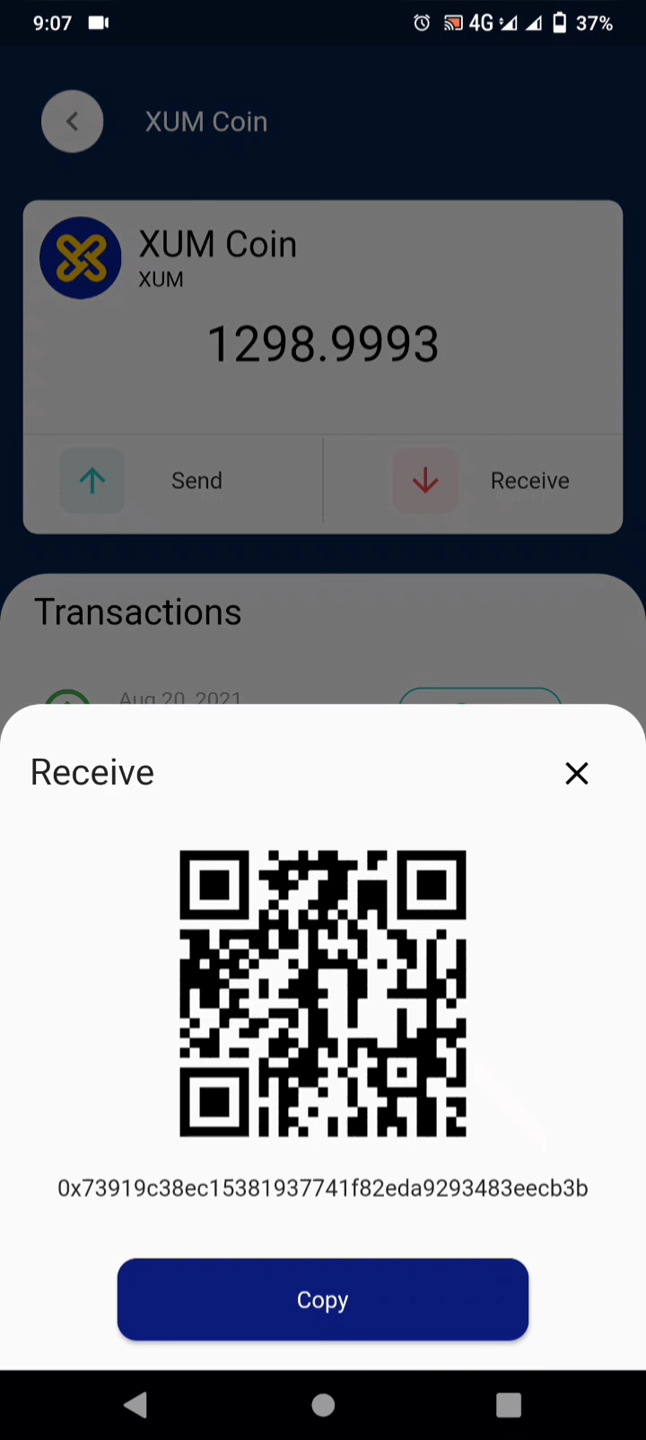 9:07
4G
37%
XUM Coin
XUM Coin
XUM
1298.9993
Send
Receive
Transactions
Aug 20, 2021
Receive
0x73919c38ec15381937741f82eda9293483eecb3b
Copy